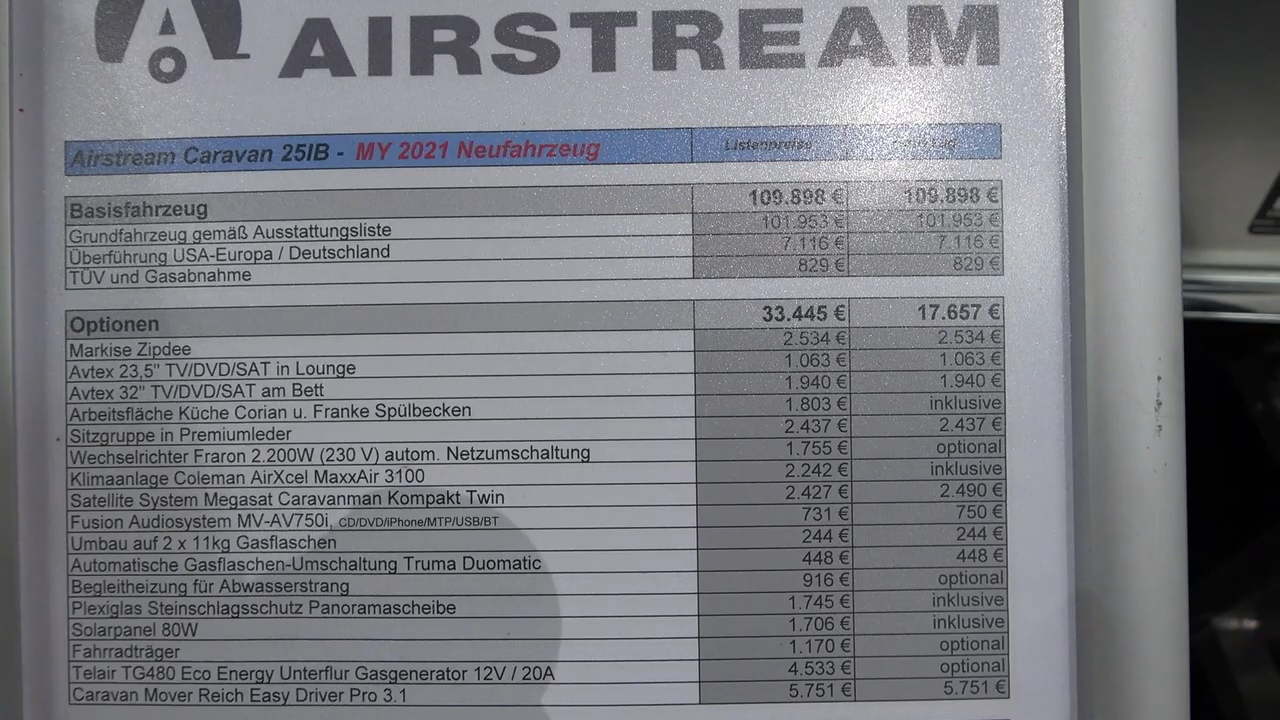 AIRSTREAM
Airstream Caravan 25IB - MY 2021 Neufahrzeug Listenpreise
Basisfahrzeug 109.898 € 109.898 €
Grundfahrzeug gemäß Ausstattungsliste 101.953 € 101.953 €
Überführung USA-Europa / Deutschland 7.116 € 7.116 €
TÜV und Gasabnahme 829 € 829 €
Optionen 33.445 € 17.657 €
Markise Zipdee 2.534 € 2.534 €
Avtex 23,5" TV/DVD/SAT in Lounge 1.063 € 1.063 €
Avtex 32" TV/DVD/SAT am Bett 1.940 € 1.940 €
Arbeitsfläche Küche Corian u. Franke Spülbecken 1.803 € inklusive
Sitzgruppe in Premiumleder 2.437 € 2.437 €
Wechselrichter Fraron 2.200W (230 V) autom. Netzumschaltung 1.755 € optional
Klimaanlage Coleman AirXcel MaxxAir 3100 2.242 € inklusive
Satellite System Megasat Caravanman Kompakt Twin 2.427 € 2.490 €
Fusion Audiosystem MV-AV750i, CD/DVD/iPhone/MTP/USB/BT 731 € 750 €
Umbau auf 2 x 11kg Gasflaschen 244 € 244 €
Automatische Gasflaschen-Umschaltung Truma Duomatic 448 € 448 €
Begleitheizung für Abwasserstrang 916 € optional
Plexiglas Steinschlagsschutz Panoramascheibe 1.745 € inklusive
Solarpanel 80W 1.706 € inklusive
Fahrradträger 1.170 € optional
Telair TG480 Eco Energy Unterflur Gasgenerator 12V / 20A 4.533 € optional
Caravan Mover Reich Easy Driver Pro 3.1 5.751 € 5.751 €